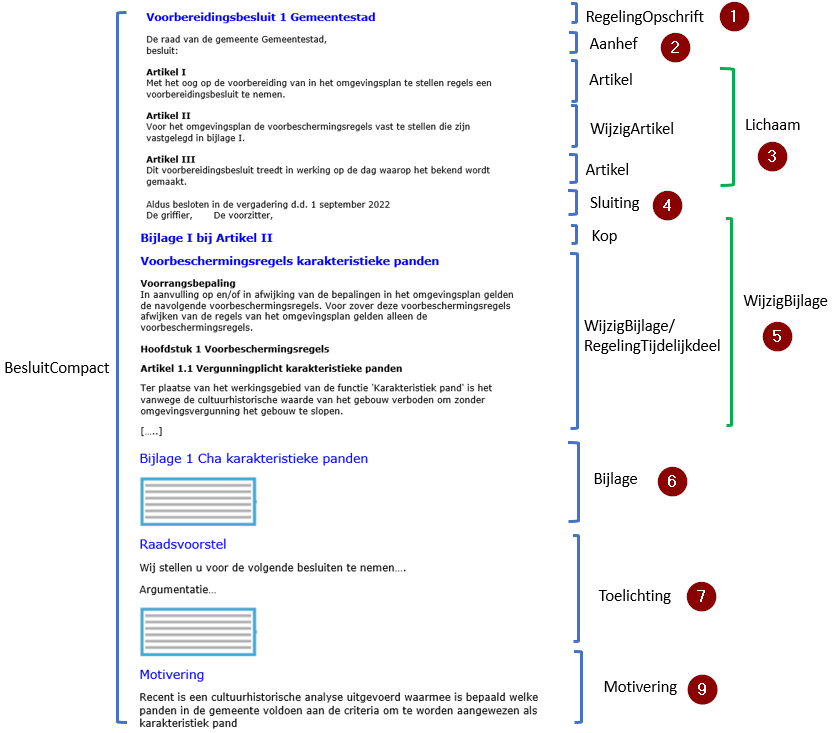 Voorbereidingsbesluit 1 Gemeentestad
RegelingOpschrift
1
De raad van de gemeente Gemeentestad,
besluit:
Aanhef
2
Artikel I
Met het oog op de voorbereiding van in het omgevingsplan te stellen regels een
voorbereidingsbesluit te nemen.
Artikel
Artikel II
Voor het omgevingsplan de voorbeschermingsregels vast te stellen die zijn
vastgelegd in bijlage I.
WijzigArtikel
Lichaam
3
Artikel III
Dit voorbereidingsbesluit treedt in werking op de dag waarop het bekend wordt
gemaakt.
Artikel
Aldus besloten in de vergadering d.d. 1 september 2022
De griffier, De voorzitter,
Sluiting
4
Bijlage I bij Artikel II
Kop
Voorbeschermingsregels karakteristieke panden
Voorrangsbepaling
In aanvulling op en/of in afwijking van de bepalingen in het omgevingsplan gelden
de navolgende voorbeschermingsregels. Voor zover deze voorbeschermingsregels
afwijken van de regels van het omgevingsplan gelden alleen de
voorbeschermingsregels.
WijzigBijlage/
RegelingTijdelijkdeel
WijzigBijlage
5
Hoofdstuk 1 Voorbeschermingsregels
BesluitCompact
Artikel 1.1 Vergunningplicht karakteristieke panden
Ter plaatse van het werkingsgebied van de functie 'Karakteristiek pand' is het
vanwege de cultuurhistorische waarde van het gebouw verboden om zonder
omgevingsvergunning het gebouw te slopen.
[…..]
Bijlage 1 Cha karakteristieke panden
Bijlage
6
Raadsvoorstel
Wij stellen u voor de volgende besluiten te nemen….
Argumentatie…
Toelichting
7
Motivering
Recent is een cultuurhistorische analyse uitgevoerd waarmee is bepaald welke
panden in de gemeente voldoen aan de criteria om te worden aangewezen als
karakteristiek pand
Motivering
9